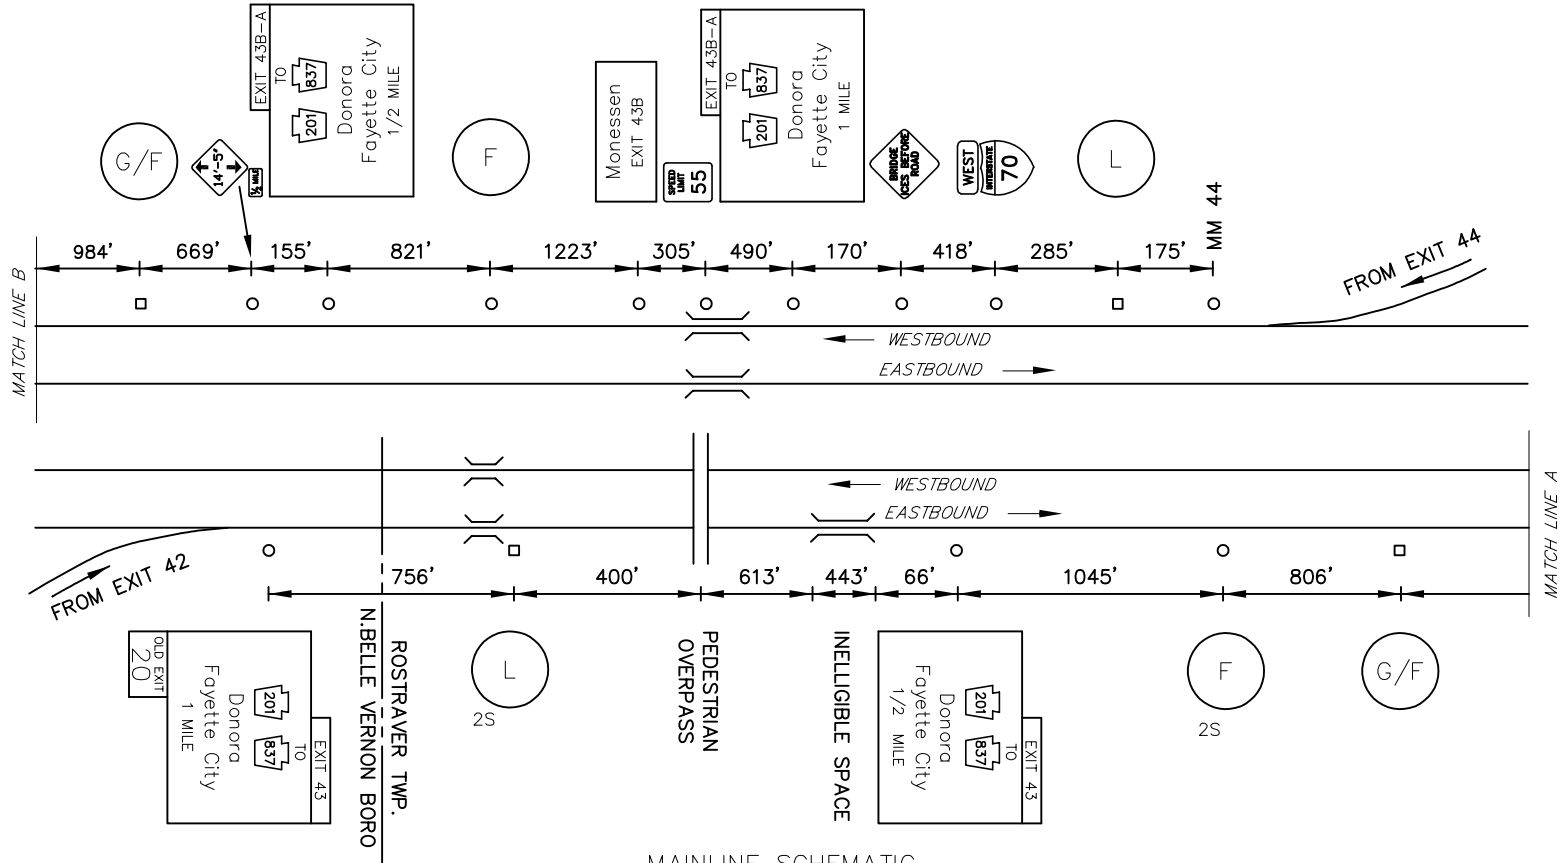 EXIT 43B-A
TO
201 837
Donora
Fayette City
1/2 MILE
Monessen
EXIT 43B
EXIT 43B-A
TO
201 837
Donora
Fayette City
1 MILE
G/F
14'-5"
½ MILE
F
SPEED
LIMIT
55
BRIDGE
ICES BEFORE
ROAD
WEST
INTERSTATE
70
L
984' 669' 155' 821' 1223' 305' 490' 170' 418' 285' 175'
MM 44
FROM EXIT 44
MATCH LINE B
WESTBOUND
EASTBOUND
WESTBOUND
EASTBOUND
MATCH LINE A
FROM EXIT 42
756' 400' 613' 443' 66' 1045' 806'
OLD EXIT
20
EXIT 43
TO
201 837
Donora
Fayette City
1 MILE
N.BELLE VERNON BORO
ROSTRAVER TWP.
L
2S
PEDESTRIAN
OVERPASS
INELLIGIBLE SPACE
EXIT 43
TO
201 837
Donora
Fayette City
1/2 MILE
F
2S
G/F
MAINLINE SCHEMATIC